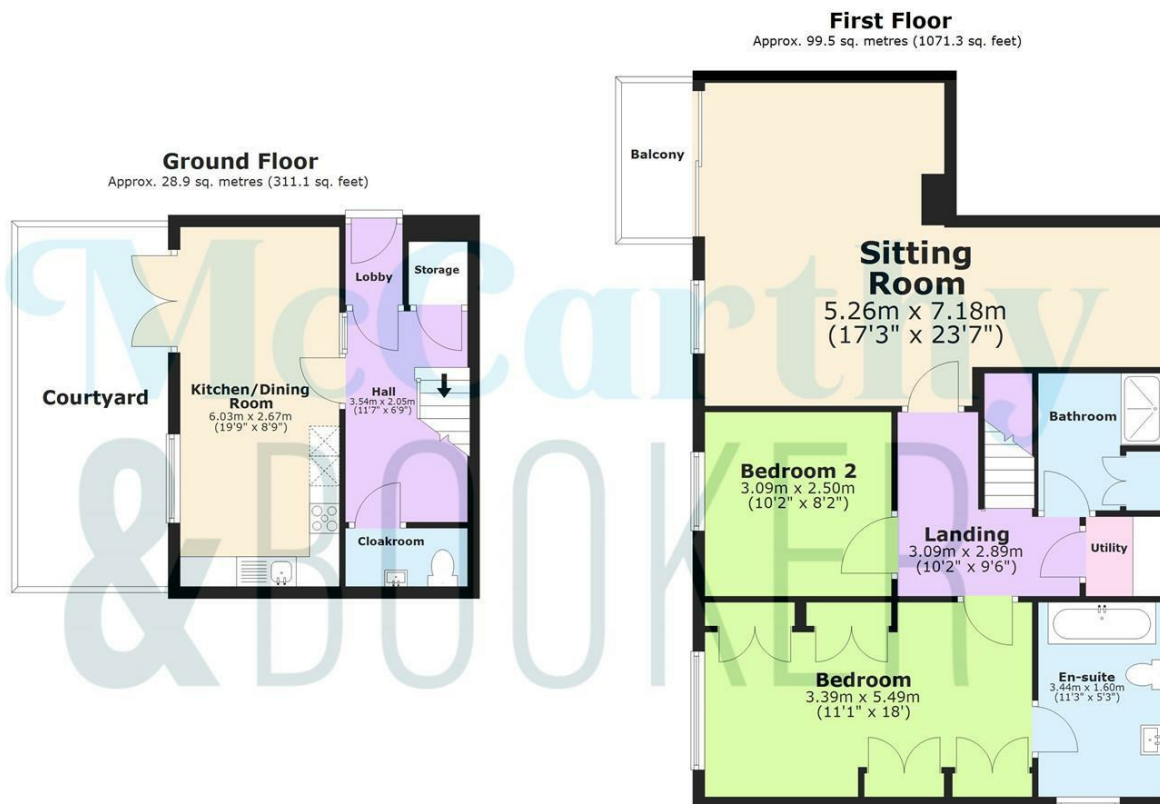 First Floor
Approx. 99.5 sq. metres (1071.3 sq. feet)
Ground Floor
Approx. 28.9 sq. metres (311.1 sq. feet)
Balcony
Sitting
Room
5.26m x 7.18m
(17'3" x 23'7")
Lobby
Storage
Courtyard
Kitchen/Dining
Room
6.03m x 2.67m
(19'9" x 8'9")
Hall
3.54m x 2.05m
(11'7" x 6'9")
Cloakroom
Bathroom
Bedroom 2
3.09m x 2.50m
(10'2" x 8'2")
Landing
3.09m x 2.89m
(10'2" x 9'6")
Utility
Bedroom
3.39m x 5.49m
(11'1" x 18')
En-suite
3.44m x 1.60m
(11'3" x 5'3")
McCarthy
&BOOKER